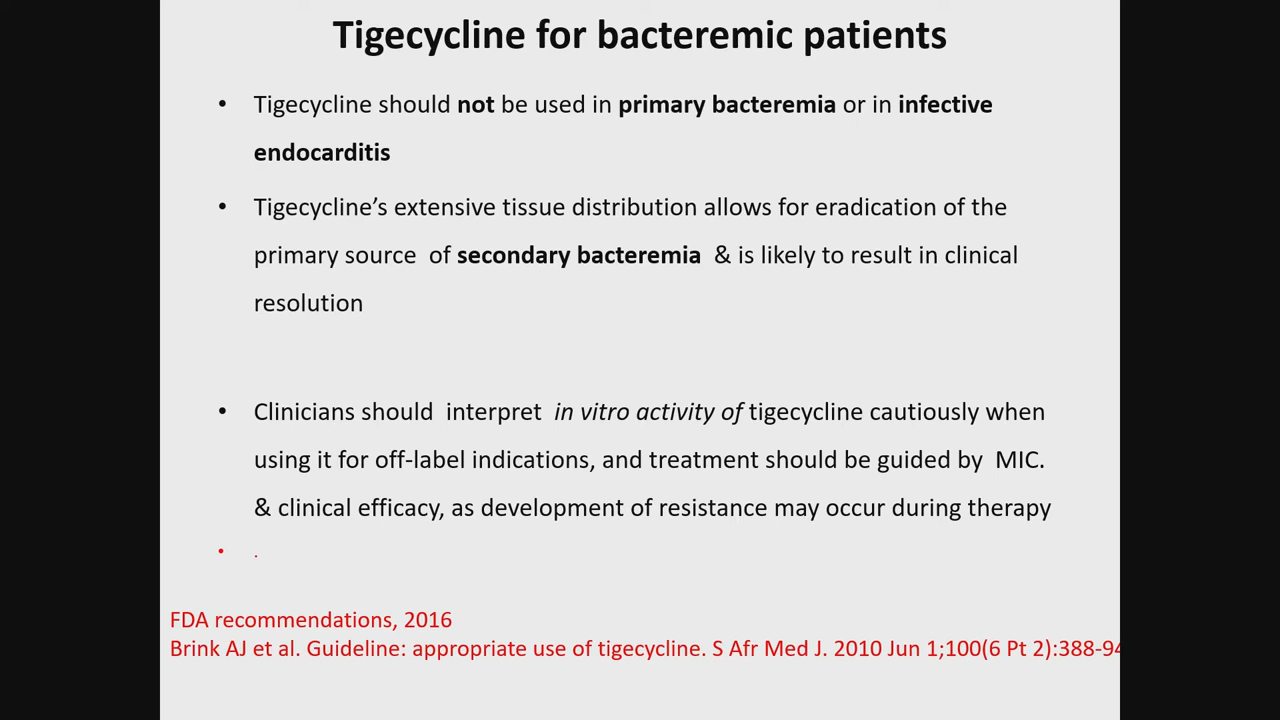 Tigecycline for bacteremic patients
• Tigecycline should not be used in primary bacteremia or in infective
endocarditis
• Tigecycline’s extensive tissue distribution allows for eradication of the
primary source of secondary bacteremia & is likely to result in clinical
resolution
• Clinicians should interpret in vitro activity of tigecycline cautiously when
using it for off-label indications, and treatment should be guided by MIC.
& clinical efficacy, as development of resistance may occur during therapy
• .
FDA recommendations, 2016
Brink AJ et al. Guideline: appropriate use of tigecycline. S Afr Med J. 2010 Jun 1;100(6 Pt 2):388-94